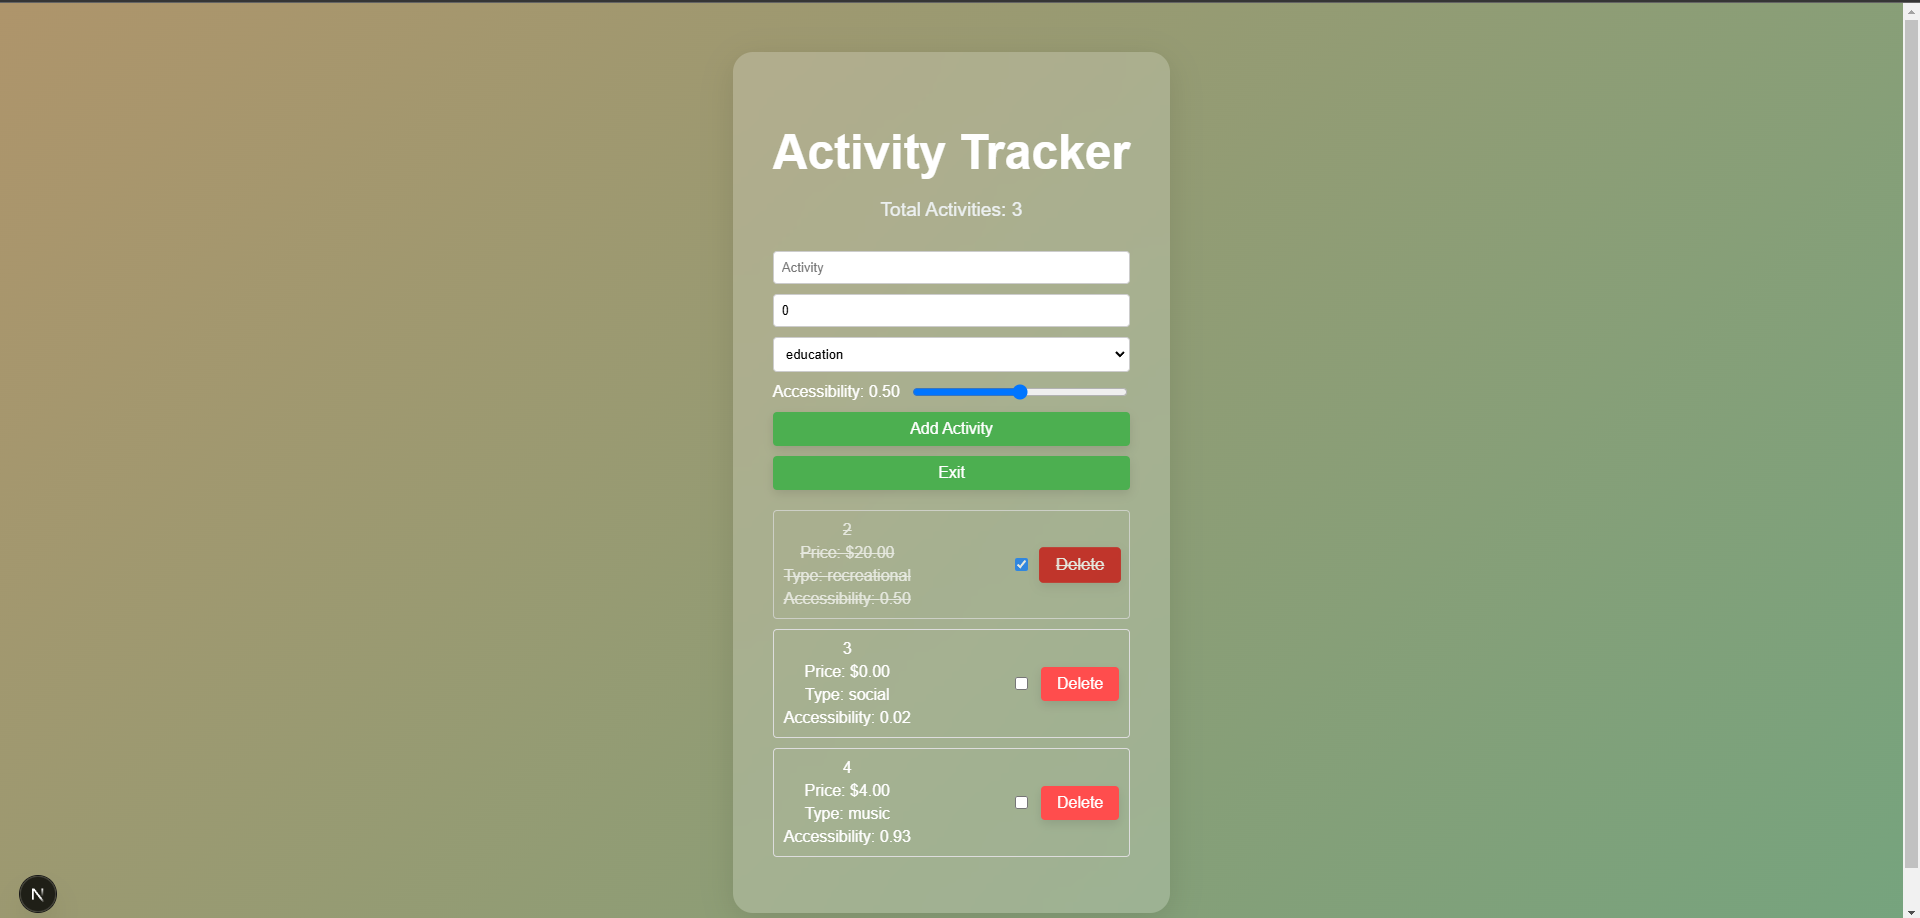 Activity Tracker
Total Activities: 3
Activity
0
education
Accessibility: 0.50
Add Activity
Exit
2
Price: $20.00
Type: recreational
Accessibility: 0.50
Delete
3
Price: $0.00
Type: social
Accessibility: 0.02
Delete
4
Price: $4.00
Type: music
Accessibility: 0.93
Delete
N